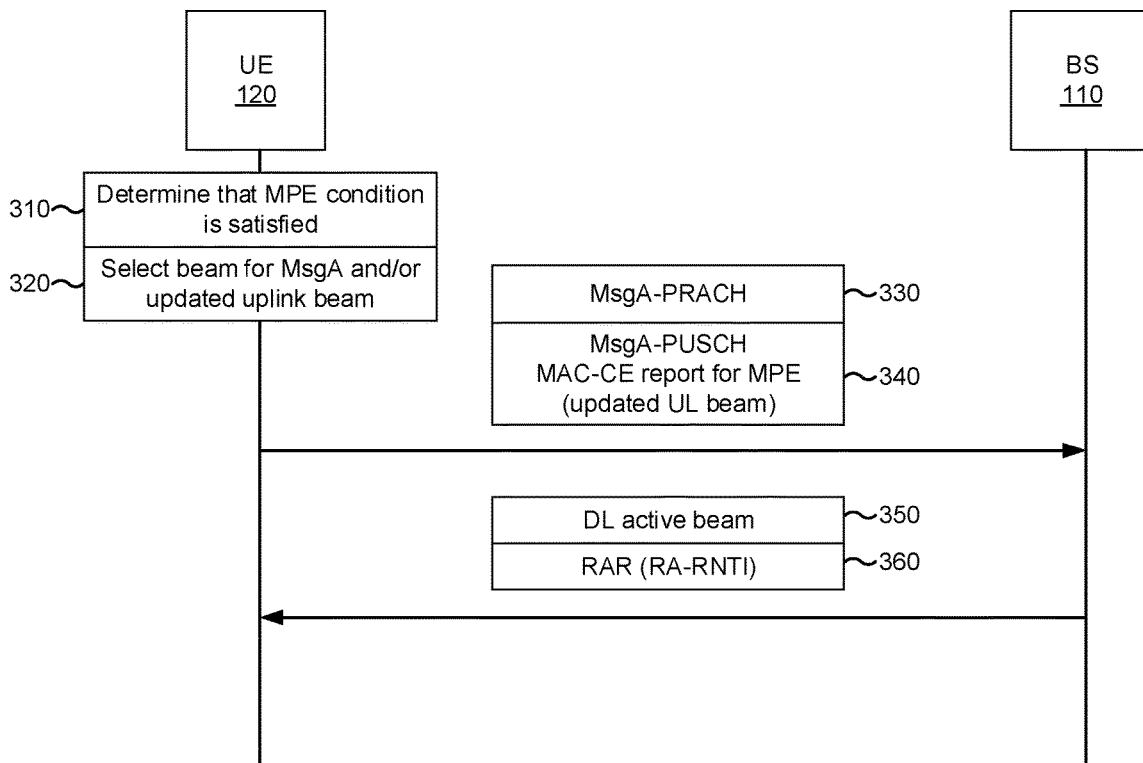 UE
120
BS
110
310
Determine that MPE condition
is satisfied
320
Select beam for MsgA and/or
updated uplink beam
MsgA-PRACH
330
MsgA-PUSCH
MAC-CE report for MPE
(updated UL beam)
340
DL active beam
350
RAR (RA-RNTI)
360